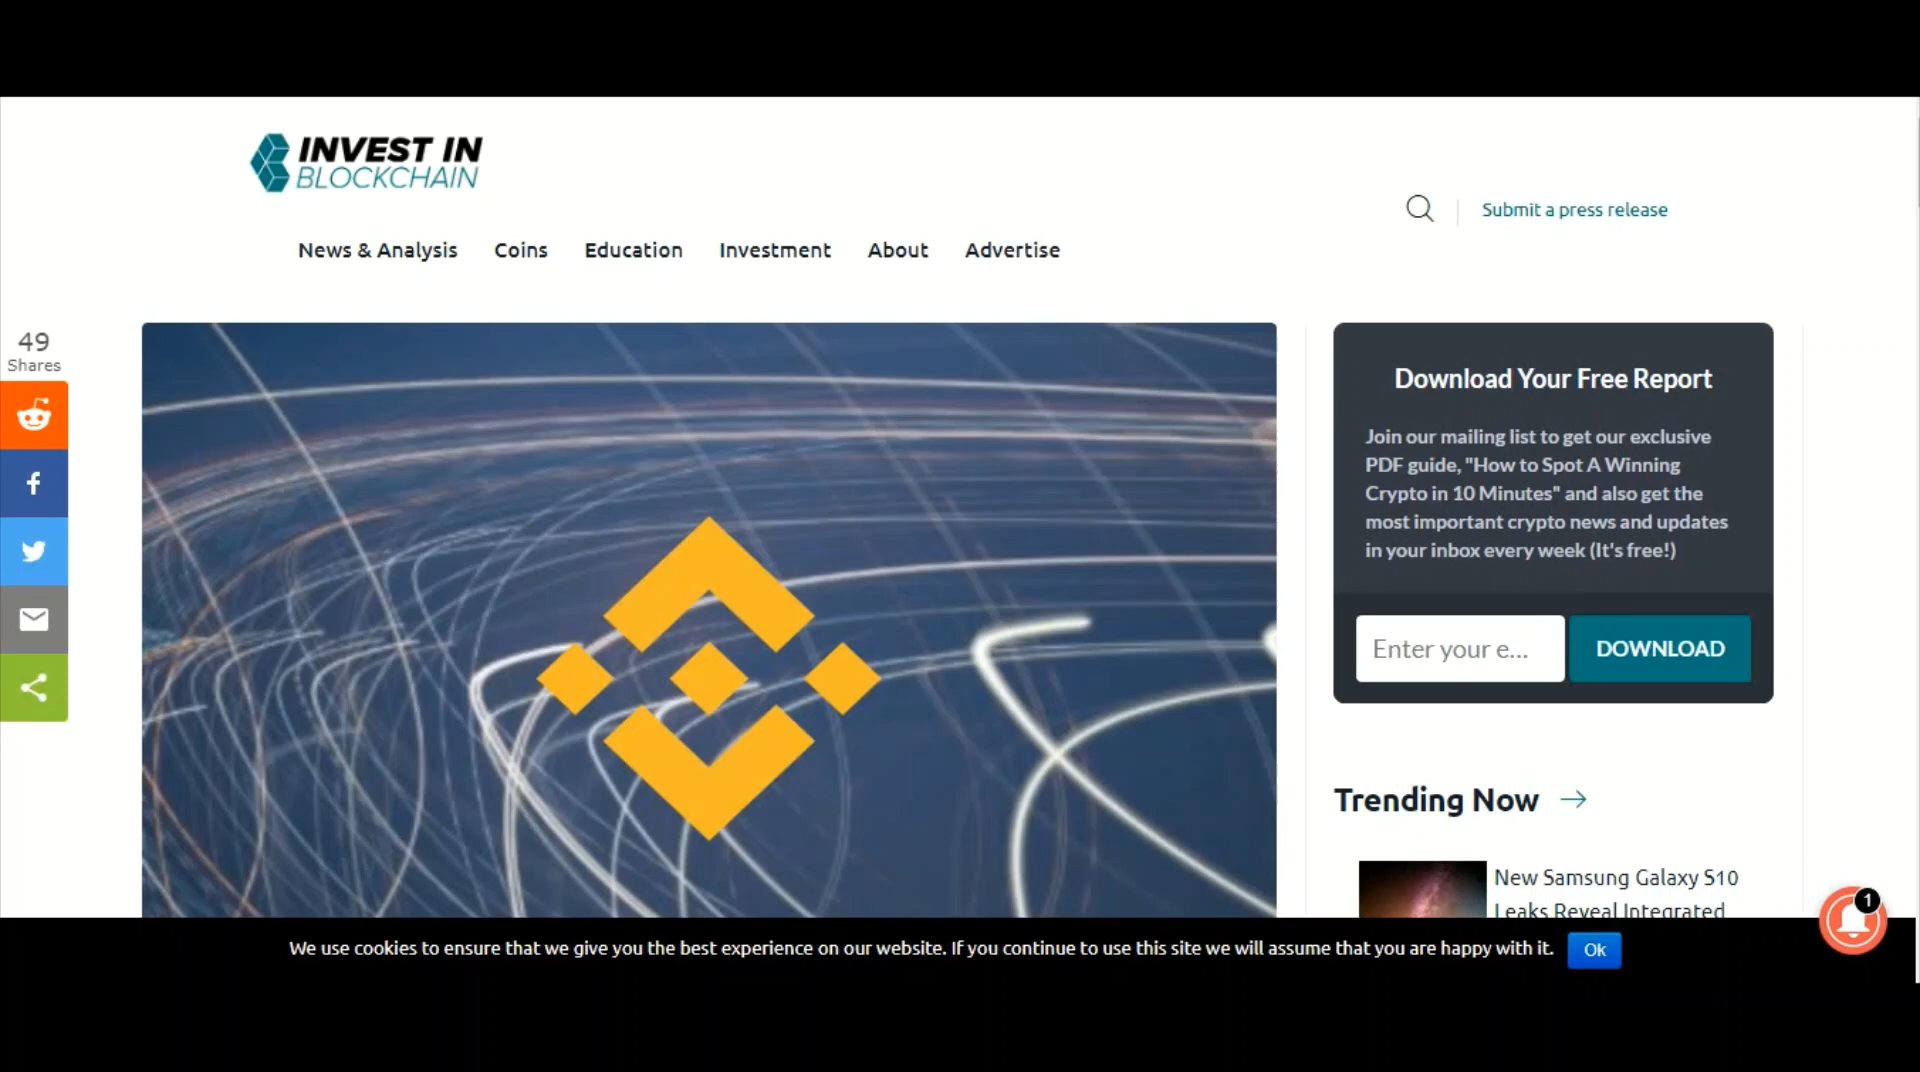 INVEST IN
BLOCKCHAIN
Submit a press release
News & Analysis Coins Education Investment About Advertise
49
Shares
Download Your Free Report
Join our mailing list to get our exclusive
PDF guide, "How to Spot A Winning
Crypto in 10 Minutes" and also get the
most important crypto news and updates
in your inbox every week (It's free!)
Enter your e... DOWNLOAD
Trending Now
New Samsung Galaxy S10
Leaks Reveal Integrated
1
We use cookies to ensure that we give you the best experience on our website. If you continue to use this site we will assume that you are happy with it. Ok